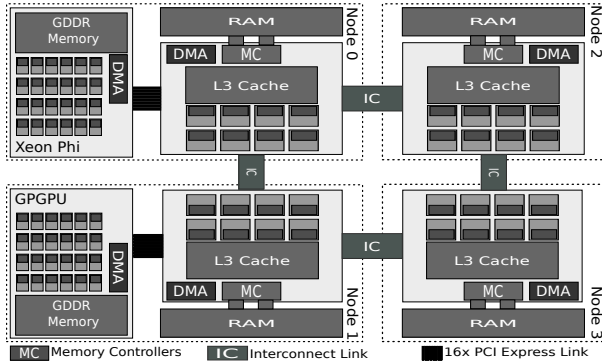 GDDR
Memory
DMA
Xeon Phi
RAM
DMA
MC
L3 Cache
Node 0
IC
RAM
MC
DMA
L3 Cache
Node 2
IC
IC
GPGPU
DMA
GDDR
Memory
L3 Cache
DMA
MC
RAM
Node 1
IC
L3 Cache
MC
DMA
RAM
Node 3
MC Memory Controllers
IC Interconnect Link
16x PCI Express Link